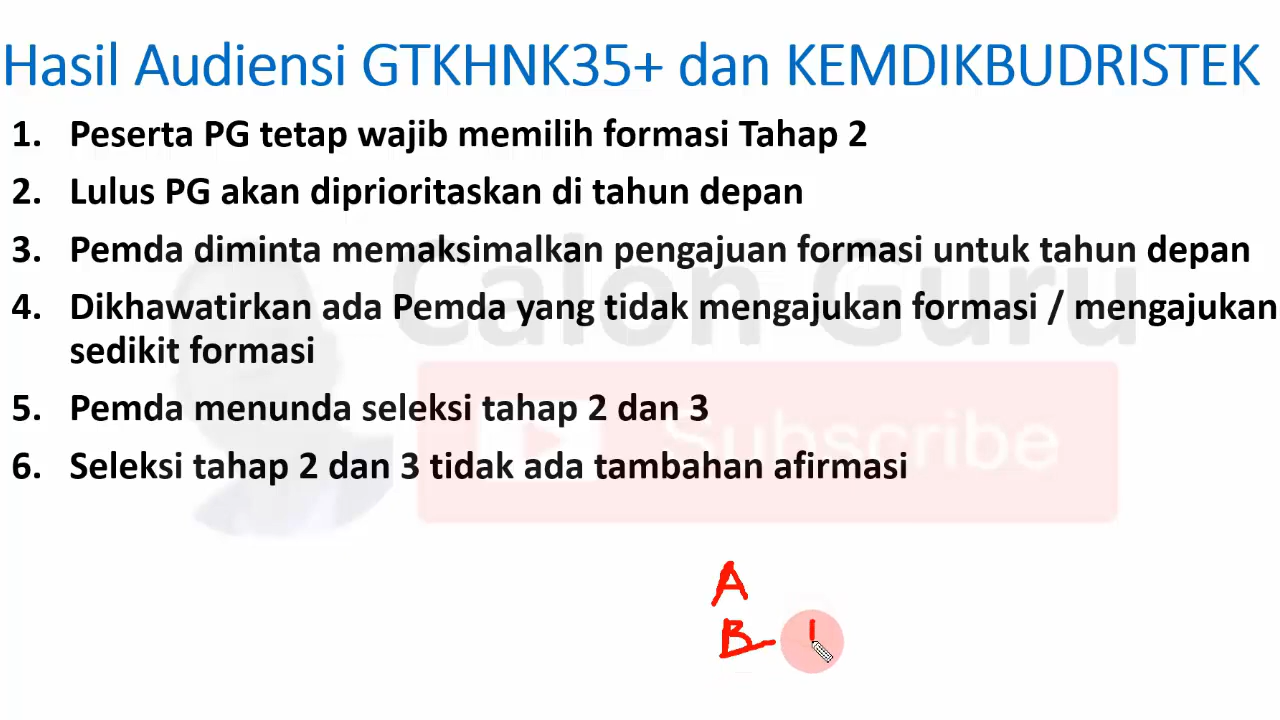 Hasil Audiensi GTKHNK35+ dan KEMDIKBUDRISTEK
1. Peserta PG tetap wajib memilih formasi Tahap 2
2. Lulus PG akan diprioritaskan di tahun depan
3. Pemda diminta memaksimalkan pengajuan formasi untuk tahun depan
4. Dikhawatirkan ada Pemda yang tidak mengajukan formasi / mengajukan
sedikit formasi
5. Pemda menunda seleksi tahap 2 dan 3
6. Seleksi tahap 2 dan 3 tidak ada tambahan afirmasi
Calon Guru
Subscribe
A
B